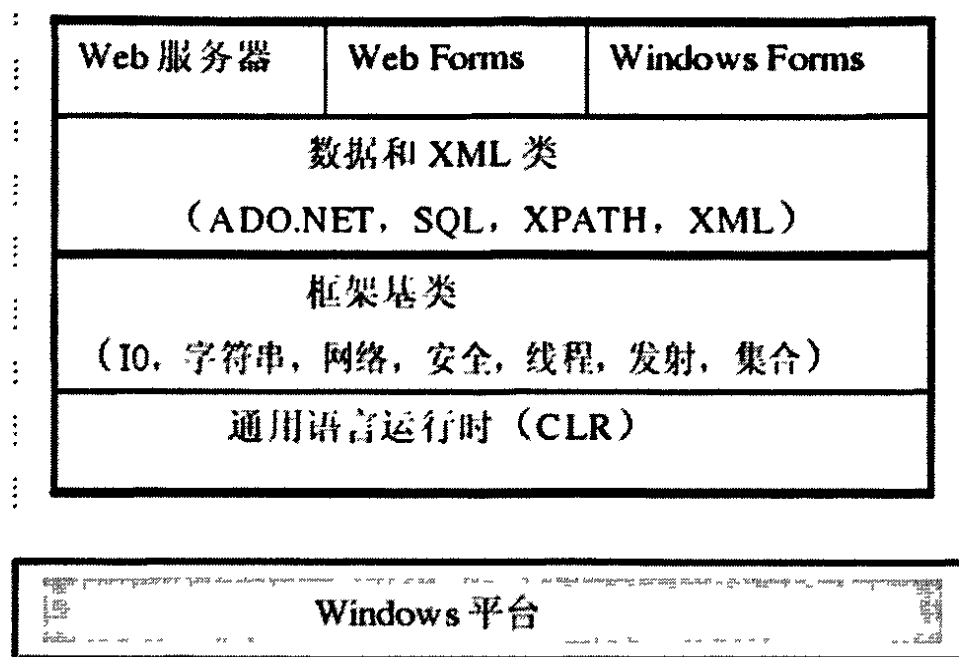 Web 服务器 Web Forms Windows Forms
数据和 XML 类
（ADO.NET，SQL，XPATH，XML）
框架基类
（IO，字符串，网络，安全，线程，发射，集合）
通用语言运行时（CLR）
Windows 平台